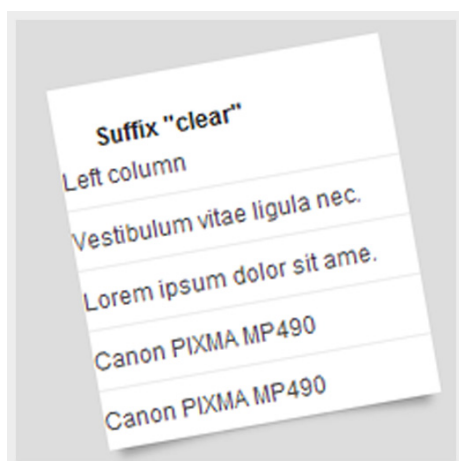 Suffix "clear"
Left column
Vestibulum vitae ligula nec.
Lorem ipsum dolor sit ame.
Canon PIXMA MP490
Canon PIXMA MP490